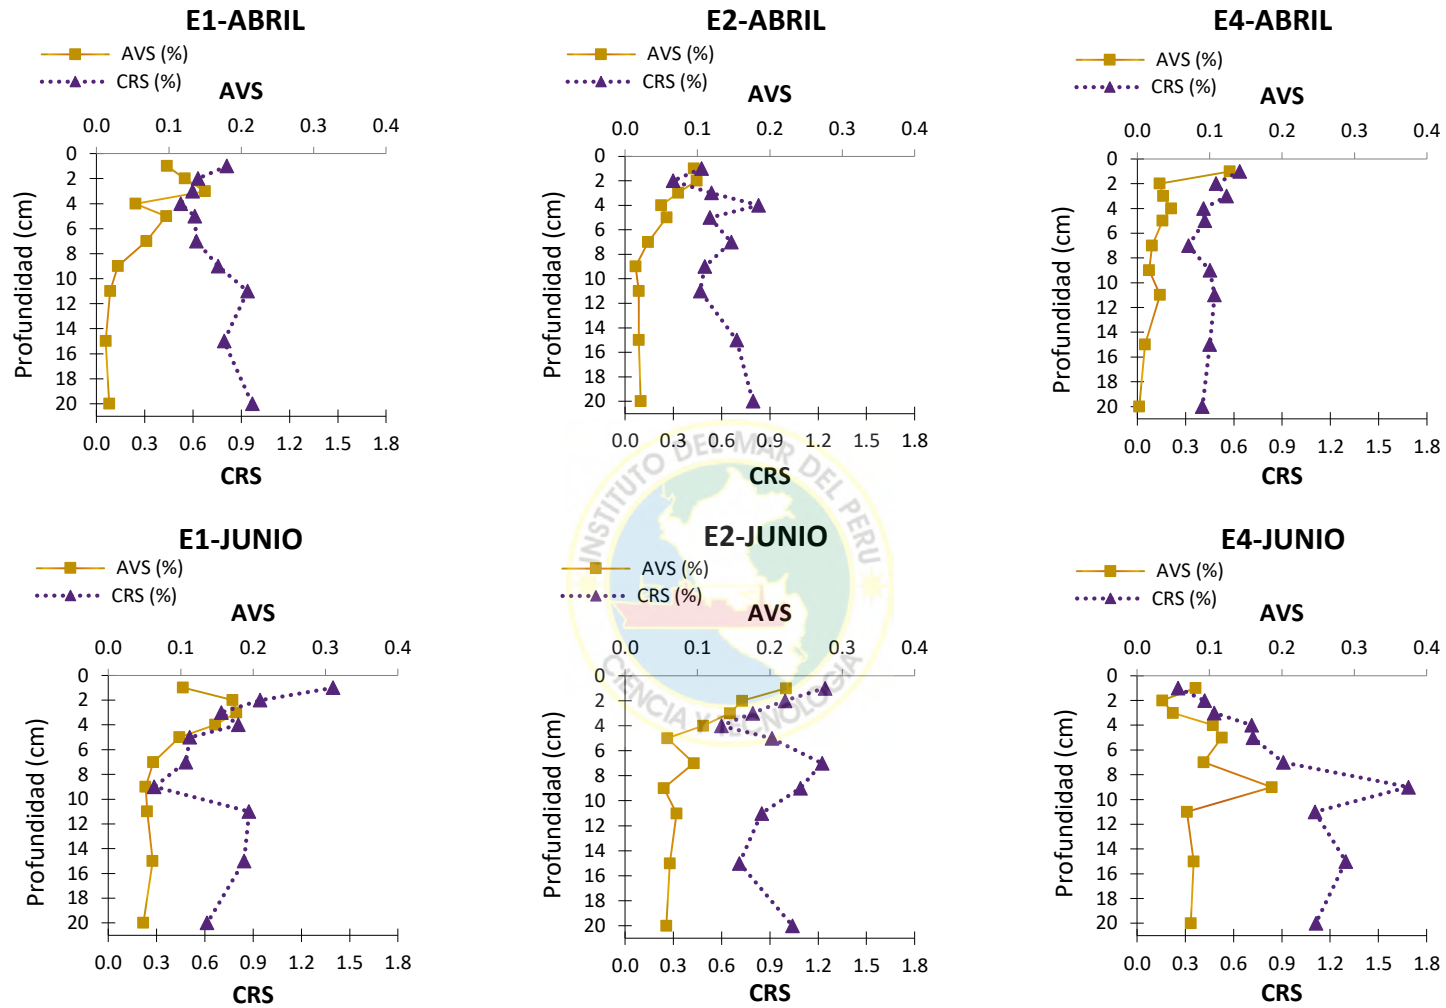 E1-ABRIL
AVS (%)
CRS (%)
AVS
0.0 0.1 0.2 0.3 0.4
0
2
4
6
8
10
12
14
16
18
20
Profundidad (cm)
0.0 0.3 0.6 0.9 1.2 1.5 1.8
CRS
E2-ABRIL
AVS (%)
CRS (%)
AVS
0.0 0.1 0.2 0.3 0.4
0
2
4
6
8
10
12
14
16
18
20
Profundidad (cm)
0.0 0.3 0.6 0.9 1.2 1.5 1.8
CRS
E4-ABRIL
AVS (%)
CRS (%)
AVS
0.0 0.1 0.2 0.3 0.4
0
2
4
6
8
10
12
14
16
18
20
Profundidad (cm)
0.0 0.3 0.6 0.9 1.2 1.5 1.8
CRS
E1-JUNIO
AVS (%)
CRS (%)
AVS
0.0 0.1 0.2 0.3 0.4
0
2
4
6
8
10
12
14
16
18
20
Profundidad (cm)
0.0 0.3 0.6 0.9 1.2 1.5 1.8
CRS
E2-JUNIO
AVS (%)
CRS (%)
AVS
0.0 0.1 0.2 0.3 0.4
0
2
4
6
8
10
12
14
16
18
20
Profundidad (cm)
0.0 0.3 0.6 0.9 1.2 1.5 1.8
CRS
E4-JUNIO
AVS (%)
CRS (%)
AVS
0.0 0.1 0.2 0.3 0.4
0
2
4
6
8
10
12
14
16
18
20
Profundidad (cm)
0.0 0.3 0.6 0.9 1.2 1.5 1.8
CRS
INSTITUTO DEL MAR DEL PERU
CIENCIA Y TECNOLOGIA